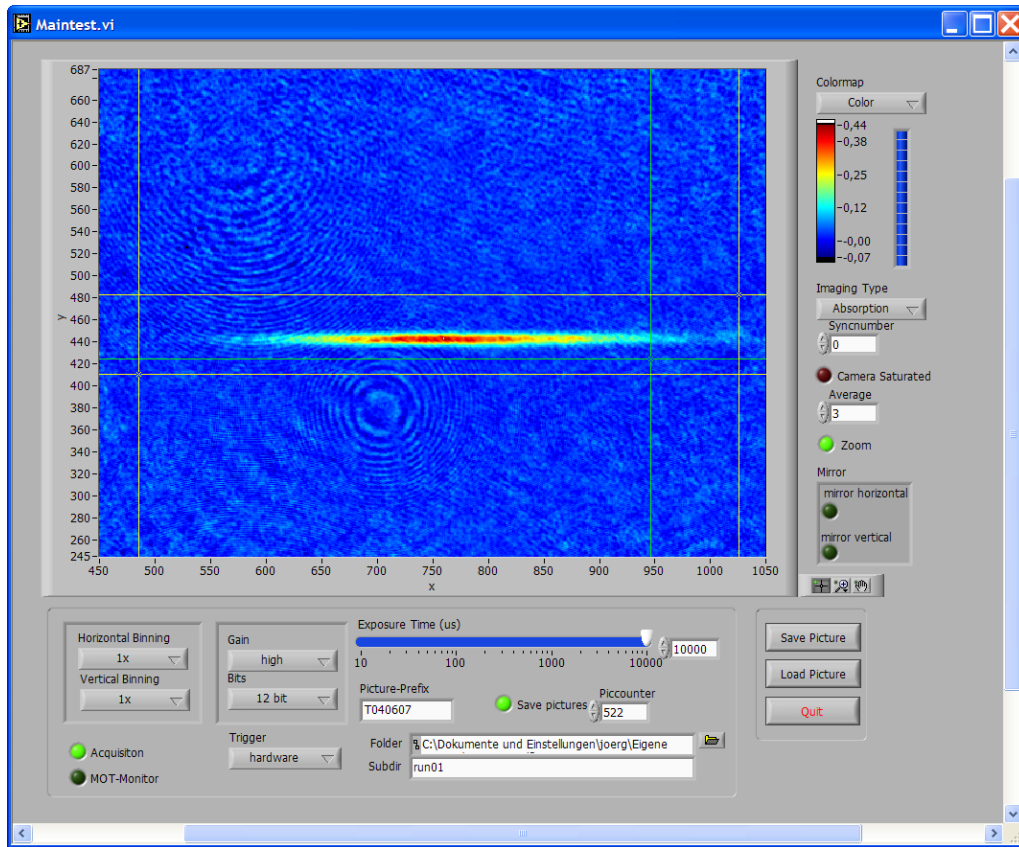 Maintest.vi
687-
660-
640-
620-
600-
580-
560-
540-
520-
500-
480-
460-
440-
420-
400-
380-
360-
340-
320-
300-
280-
260-
245-
Y
450 500 550 600 650 700 750 800 850 900 950 1000 1050
x
Colormap
Color
-0,44
-0,38
-0,25
-0,12
-0,00
-0,07
Imaging Type
Absorption
Syncnumber
0
Camera Saturated
Average
3
Zoom
Mirror
mirror horizontal
mirror vertical
Horizontal Binning
1x
Vertical Binning
1x
Acquisiton
MOT-Monitor
Gain
high
Bits
12 bit
Trigger
hardware
Exposure Time (us)
10 100 1000 10000
10000
Picture-Prefix
T040607
Save pictures
Piccounter
522
Folder C:\Dokumente und Einstellungen\joerg\Eigene
Subdir run01
Save Picture
Load Picture
Quit